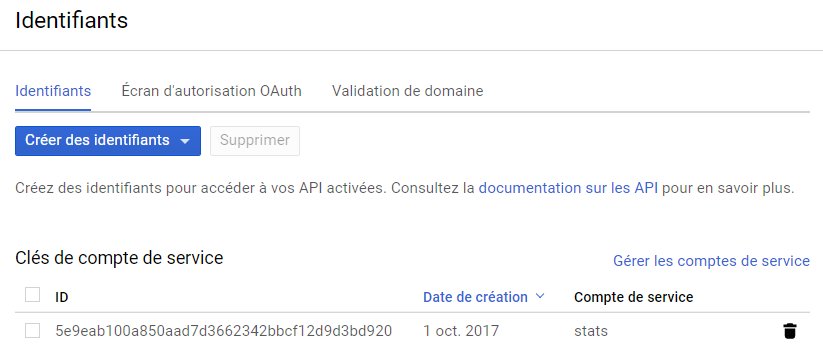 Identifiants
Identifiants Écran d'autorisation OAuth Validation de domaine
Créer des identifiants Supprimer
Créez des identifiants pour accéder à vos API activées. Consultez la documentation sur les API pour en savoir plus.
Clés de compte de service Gérer les comptes de service
ID Date de création Compte de service
5e9eab100a850aad7d3662342bbcf12d9d3bd920 1 oct. 2017 stats